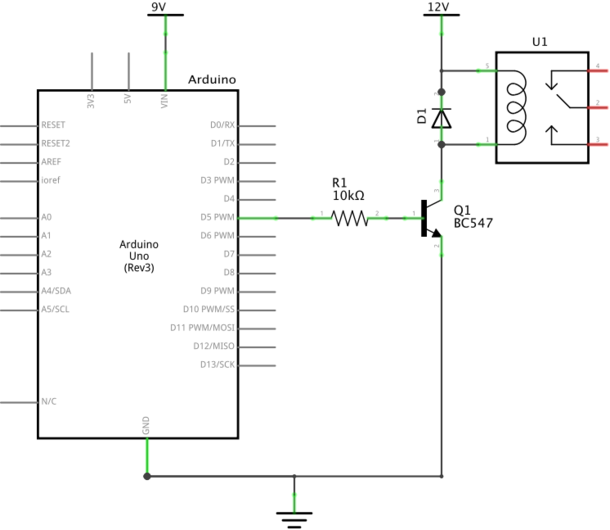 9V
12V
U1
Arduino
3V3
5V
VIN
5
4
D1
RESET
D0/RX
RESET2
D1/TX
1
2
3
AREF
D2
ioref
D3 PWM
R1
10kΩ
D4
3
A0
D5 PWM
1
2
1
Q1
BC547
A1
D6 PWM
2
A2
Arduino
Uno
(Rev3)
D7
A3
D8
A4/SDA
D9 PWM
A5/SCL
D10 PWM/SS
D11 PWM/MOSI
D12/MISO
D13/SCK
N/C
GND